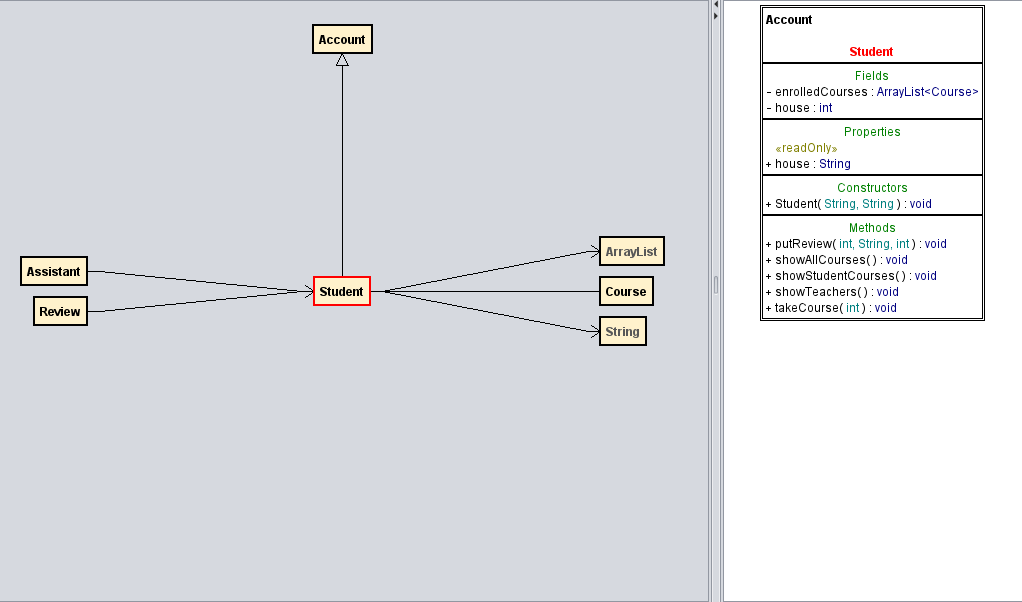 Account
Assistant
Review
Student
ArrayList
Course
String
Account
Student
Fields
- enrolledCourses : ArrayList<Course>
- house : int
Properties
«readOnly»
+ house : String
Constructors
+ Student( String, String ) : void
Methods
+ putReview( int, String, int ) : void
+ showAllCourses( ) : void
+ showStudentCourses( ) : void
+ showTeachers( ) : void
+ takeCourse( int ) : void